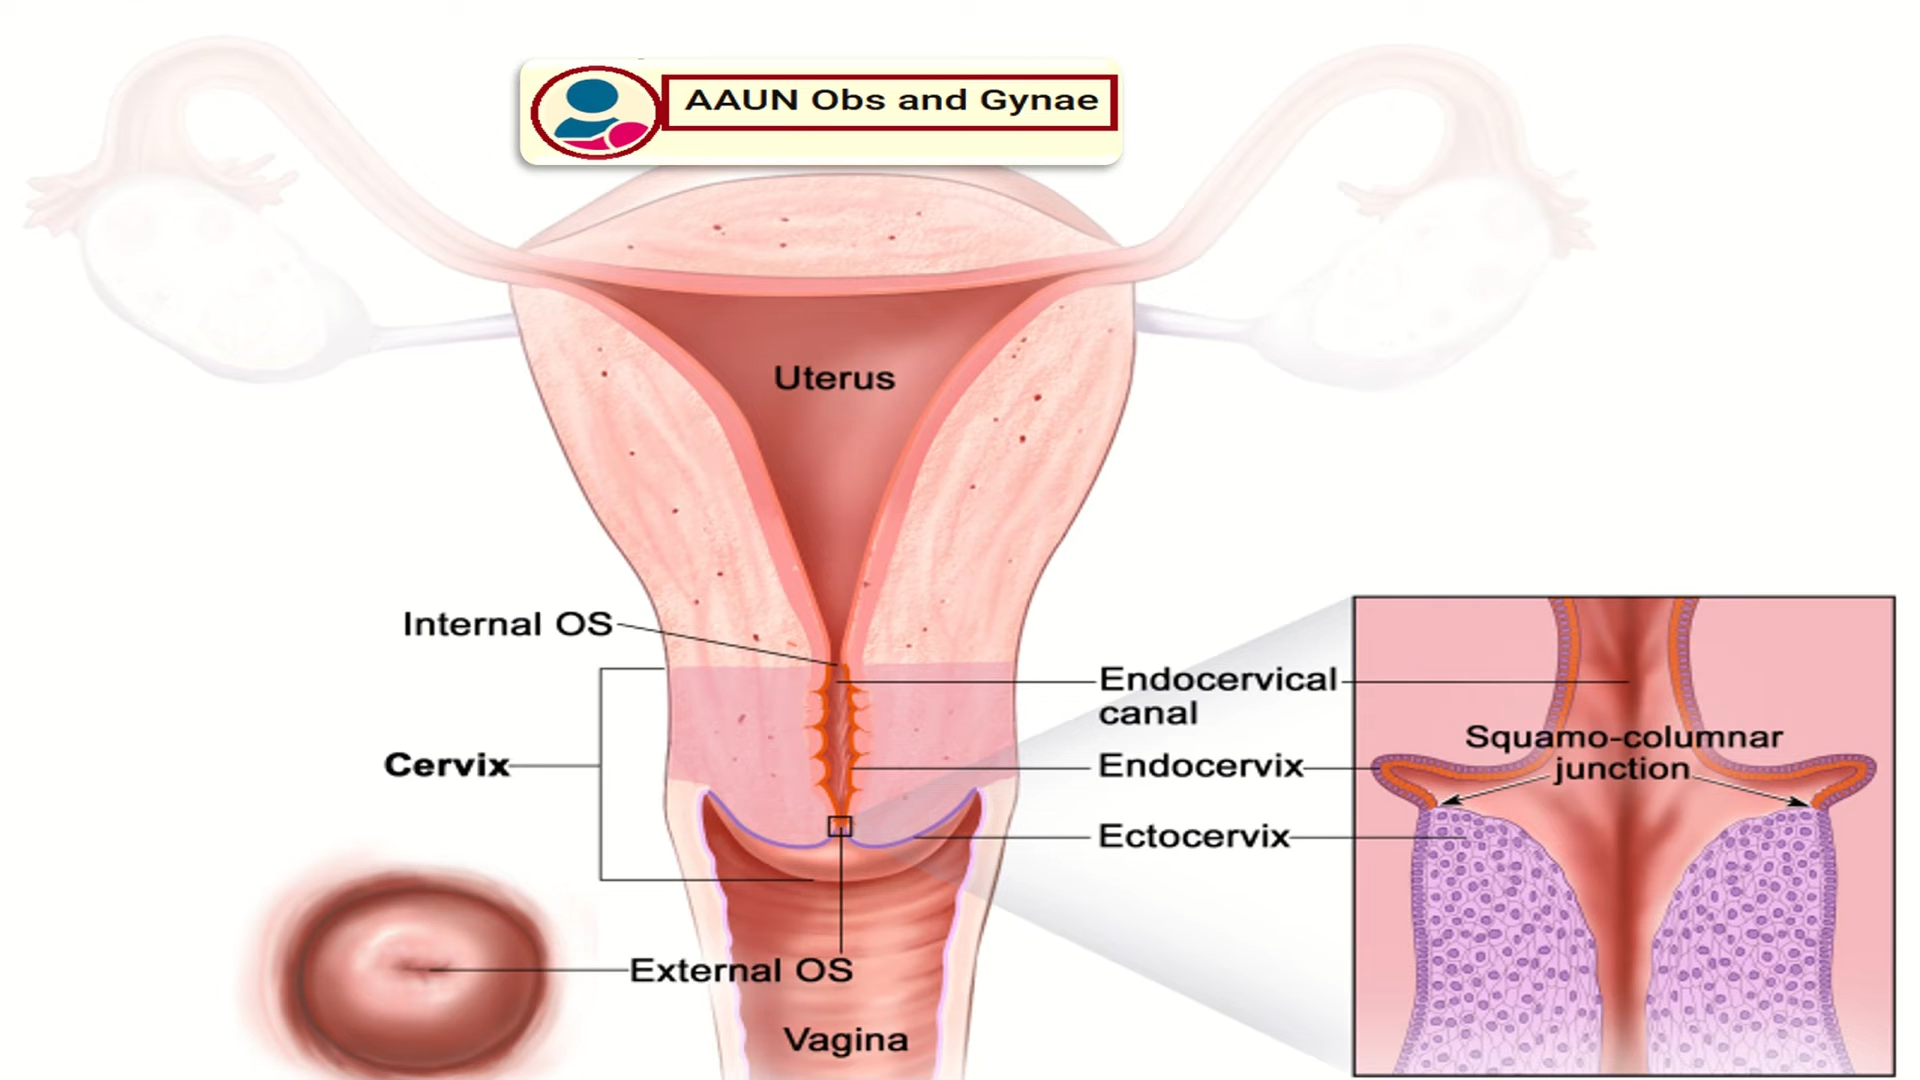 AAUN Obs and Gynae
Uterus
Internal OS
Endocervical
canal
Squamo-columnar
junction
Cervix
Endocervix
Ectocervix
External OS
Vagina